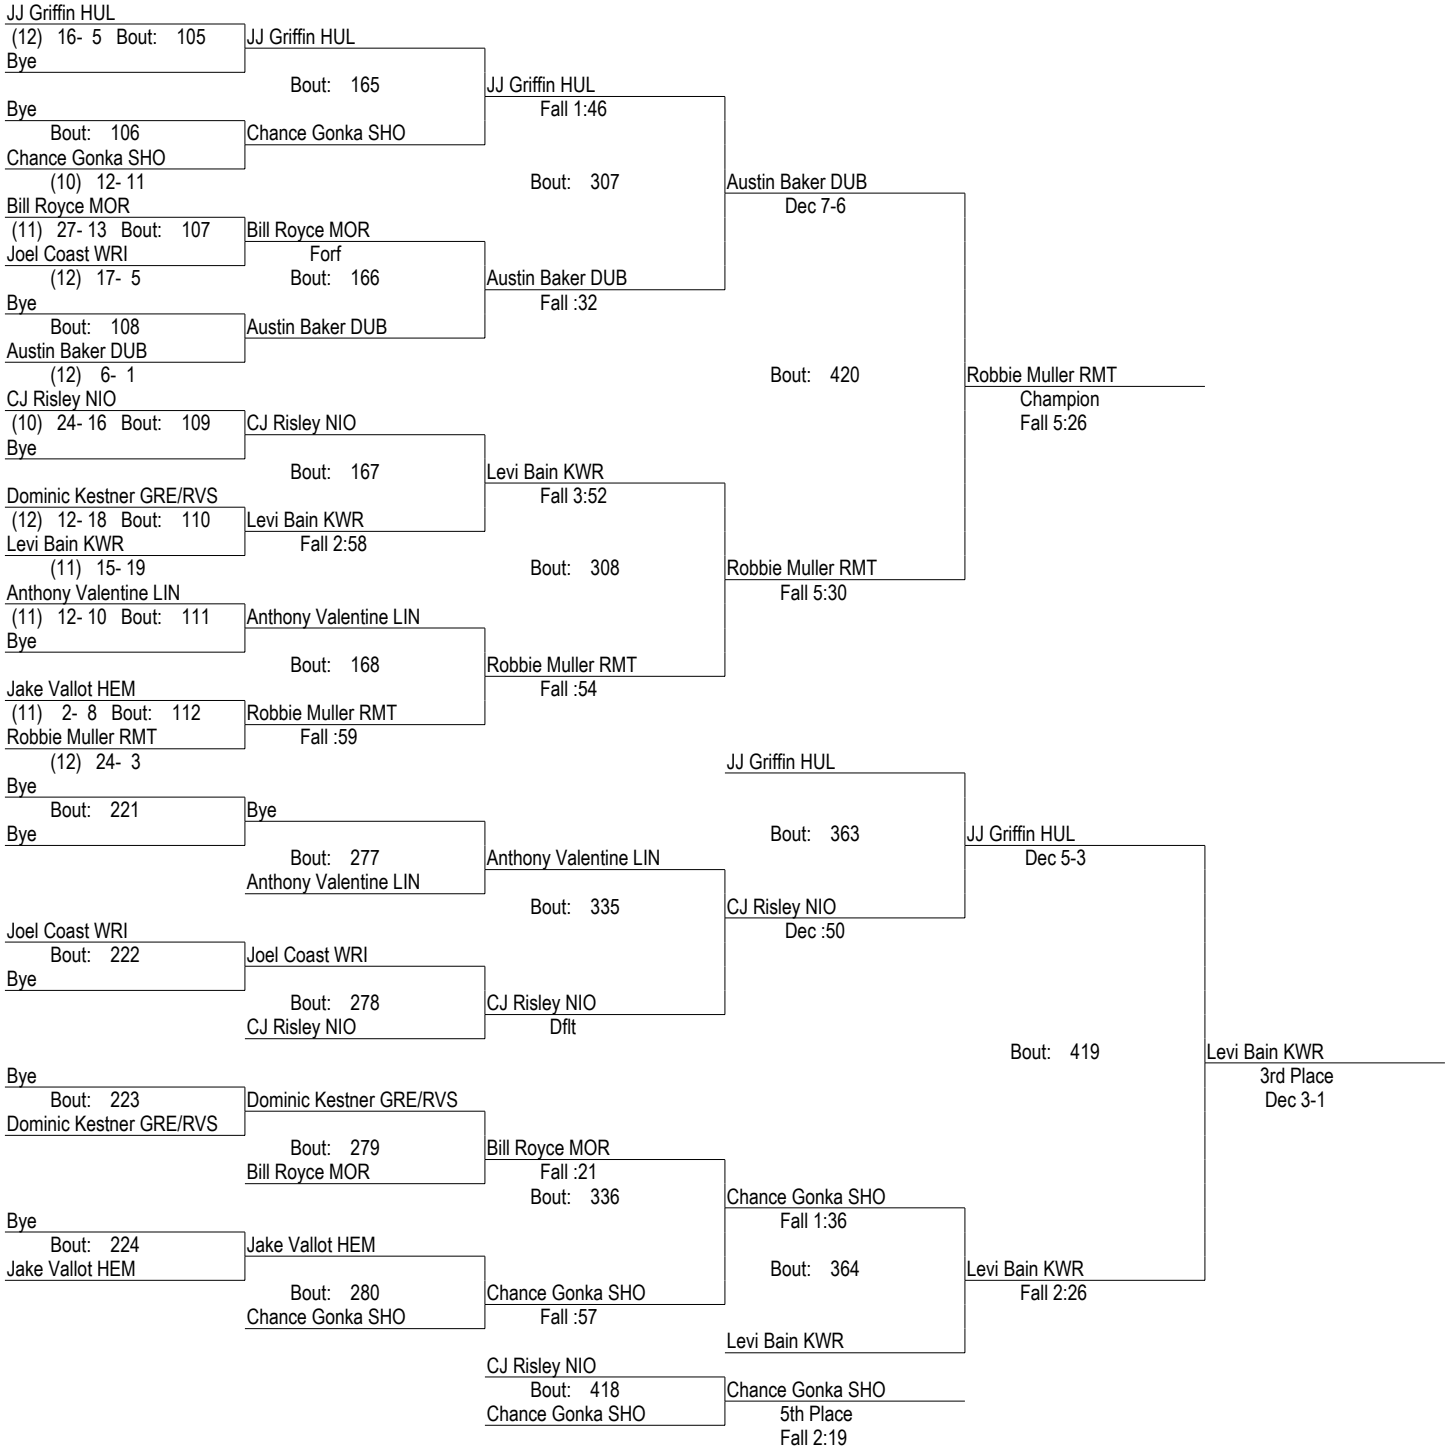 JJ Griffin HUL
(12) 16- 5 Bout: 105 JJ Griffin HUL
Bye
Bout: 165 JJ Griffin HUL
Bye Fall 1:46
Bout: 106 Chance Gonka SHO
Chance Gonka SHO
(10) 12- 11 Bout: 307 Austin Baker DUB
Bill Royce MOR Dec 7-6
(11) 27- 13 Bout: 107 Bill Royce MOR
Joel Coast WRI Forf
(12) 17- 5 Bout: 166 Austin Baker DUB
Bye Fall :32
Bout: 108 Austin Baker DUB
Austin Baker DUB
(12) 6- 1 Bout: 420 Robbie Muller RMT
CJ Risley NIO Champion
(10) 24- 16 Bout: 109 CJ Risley NIO Fall 5:26
Bye
Bout: 167 Levi Bain KWR
Dominic Kestner GRE/RVS Fall 3:52
(12) 12- 18 Bout: 110 Levi Bain KWR
Levi Bain KWR Fall 2:58
(11) 15- 19 Bout: 308 Robbie Muller RMT
Anthony Valentine LIN Fall 5:30
(11) 12- 10 Bout: 111 Anthony Valentine LIN
Bye
Bout: 168 Robbie Muller RMT
Jake Vallot HEM Fall :54
(11) 2- 8 Bout: 112 Robbie Muller RMT
Robbie Muller RMT Fall :59
(12) 24- 3 JJ Griffin HUL
Bye
Bout: 221 Bye
Bye Bout: 363 JJ Griffin HUL
Bout: 277 Anthony Valentine LIN Dec 5-3
Anthony Valentine LIN
Bout: 335 CJ Risley NIO
Joel Coast WRI Dec :50
Bout: 222 Joel Coast WRI
Bye
Bout: 278 CJ Risley NIO
CJ Risley NIO Dflt
Bout: 419 Levi Bain KWR
Bye 3rd Place
Bout: 223 Dominic Kestner GRE/RVS Dec 3-1
Dominic Kestner GRE/RVS
Bout: 279 Bill Royce MOR
Bill Royce MOR Fall :21
Bout: 336 Chance Gonka SHO
Bye Fall 1:36
Bout: 224 Jake Vallot HEM
Jake Vallot HEM Bout: 364 Levi Bain KWR
Bout: 280 Chance Gonka SHO Fall 2:26
Chance Gonka SHO Fall :57
Levi Bain KWR
CJ Risley NIO
Bout: 418 Chance Gonka SHO
Chance Gonka SHO 5th Place
Fall 2:19